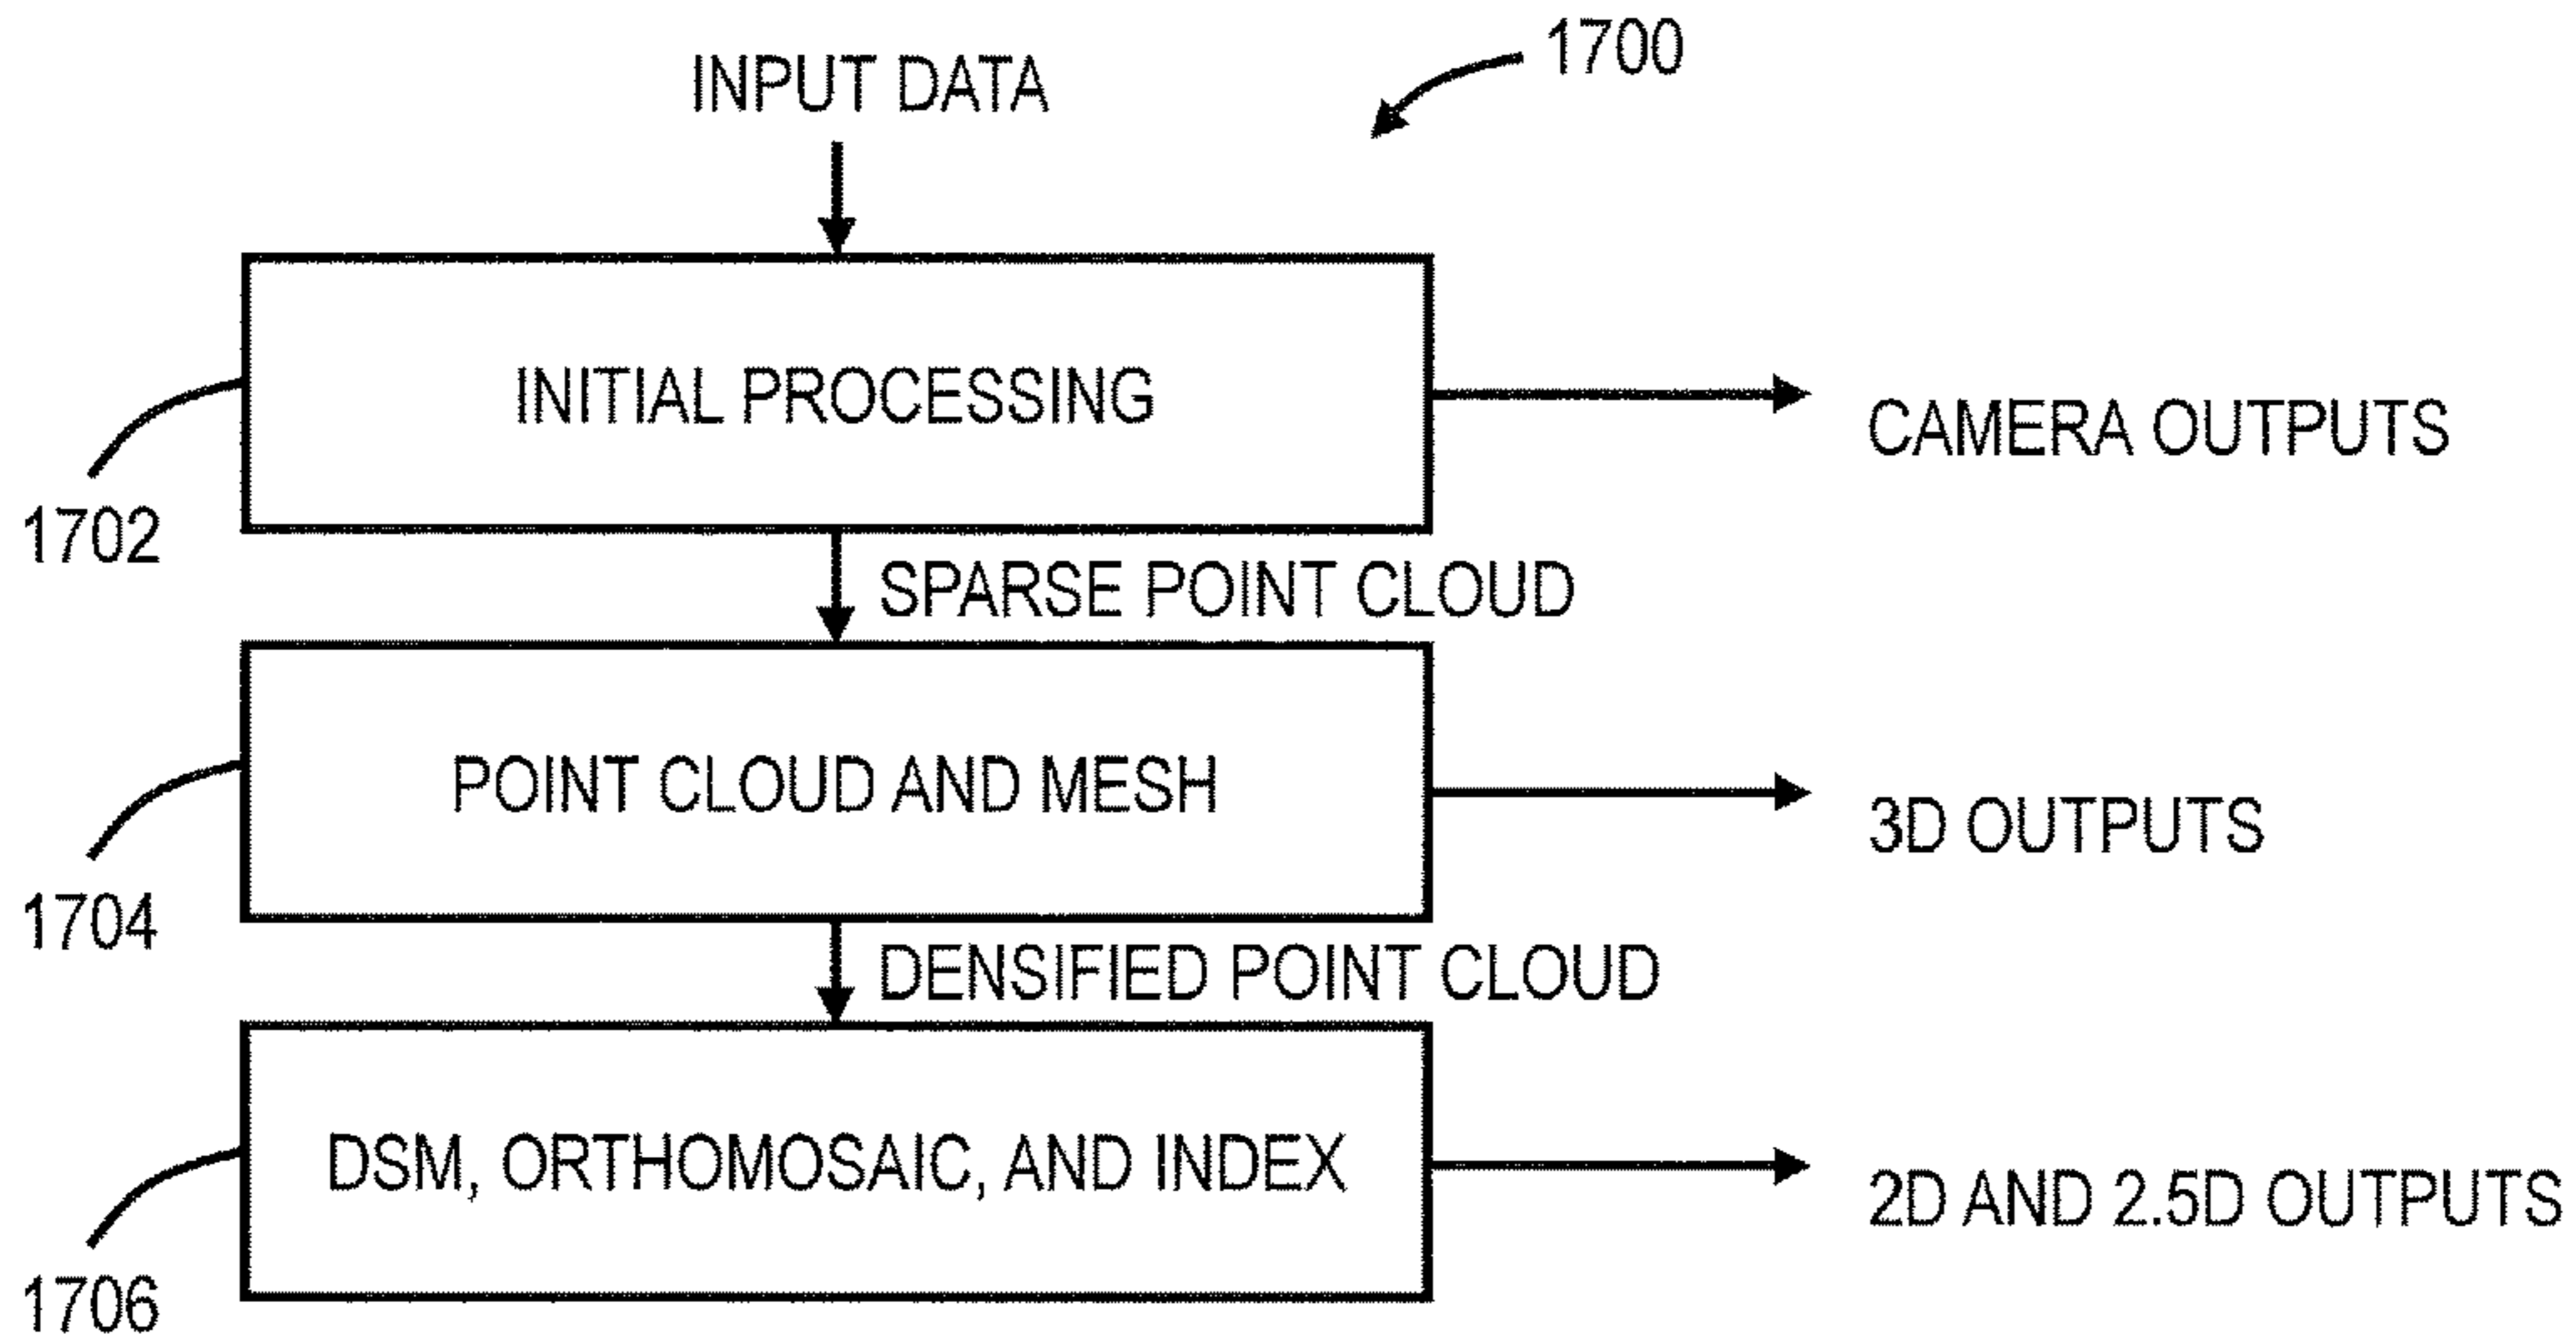 1700
INPUT DATA
INITIAL PROCESSING
CAMERA OUTPUTS
1702
SPARSE POINT CLOUD
POINT CLOUD AND MESH
3D OUTPUTS
1704
DENSIFIED POINT CLOUD
DSM, ORTHOMOSAIC, AND INDEX
2D AND 2.5D OUTPUTS
1706